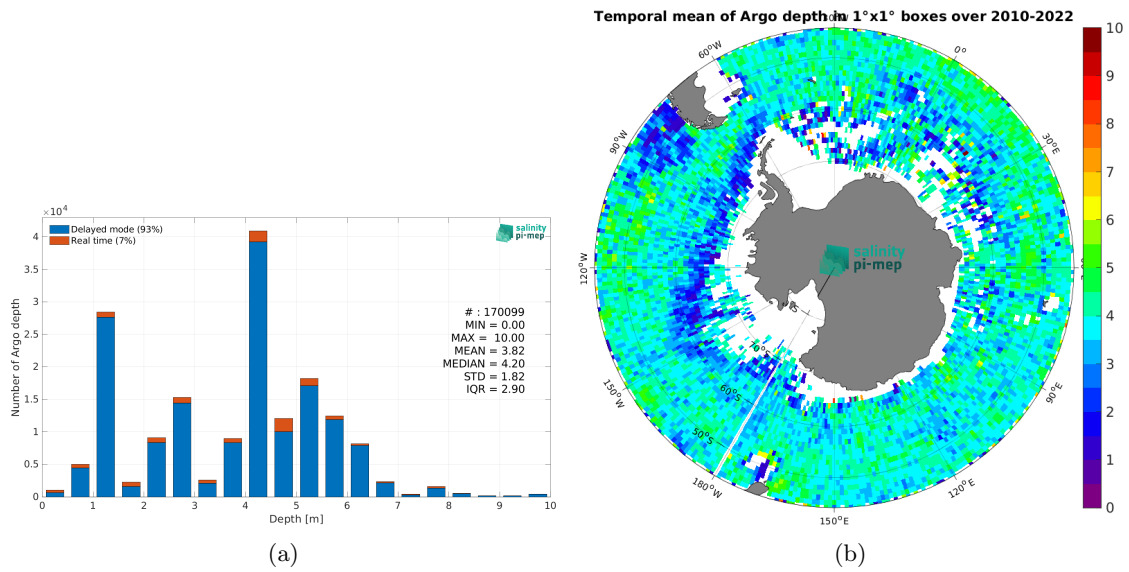 ×10⁴
Delayed mode (93%)
Real time (7%)
salinity
pi-mep
4
3.5
3
2.5
2
1.5
1
0.5
0
Number of Argo depth
# : 170099
MIN = 0.00
MAX = 10.00
MEAN = 3.82
MEDIAN = 4.20
STD = 1.82
IQR = 2.90
0 1 2 3 4 5 6 7 8 9 10
Depth [m]
(a)
Temporal mean of Argo depth in 1°x1° boxes over 2010-2022
60°W
0°
30°E
90°W
120°W
150°W
180°W
150°E
120°E
90°E
70°S
60°S
50°S
salinity
pi-mep
10
9
8
7
6
5
4
3
2
1
0
(b)